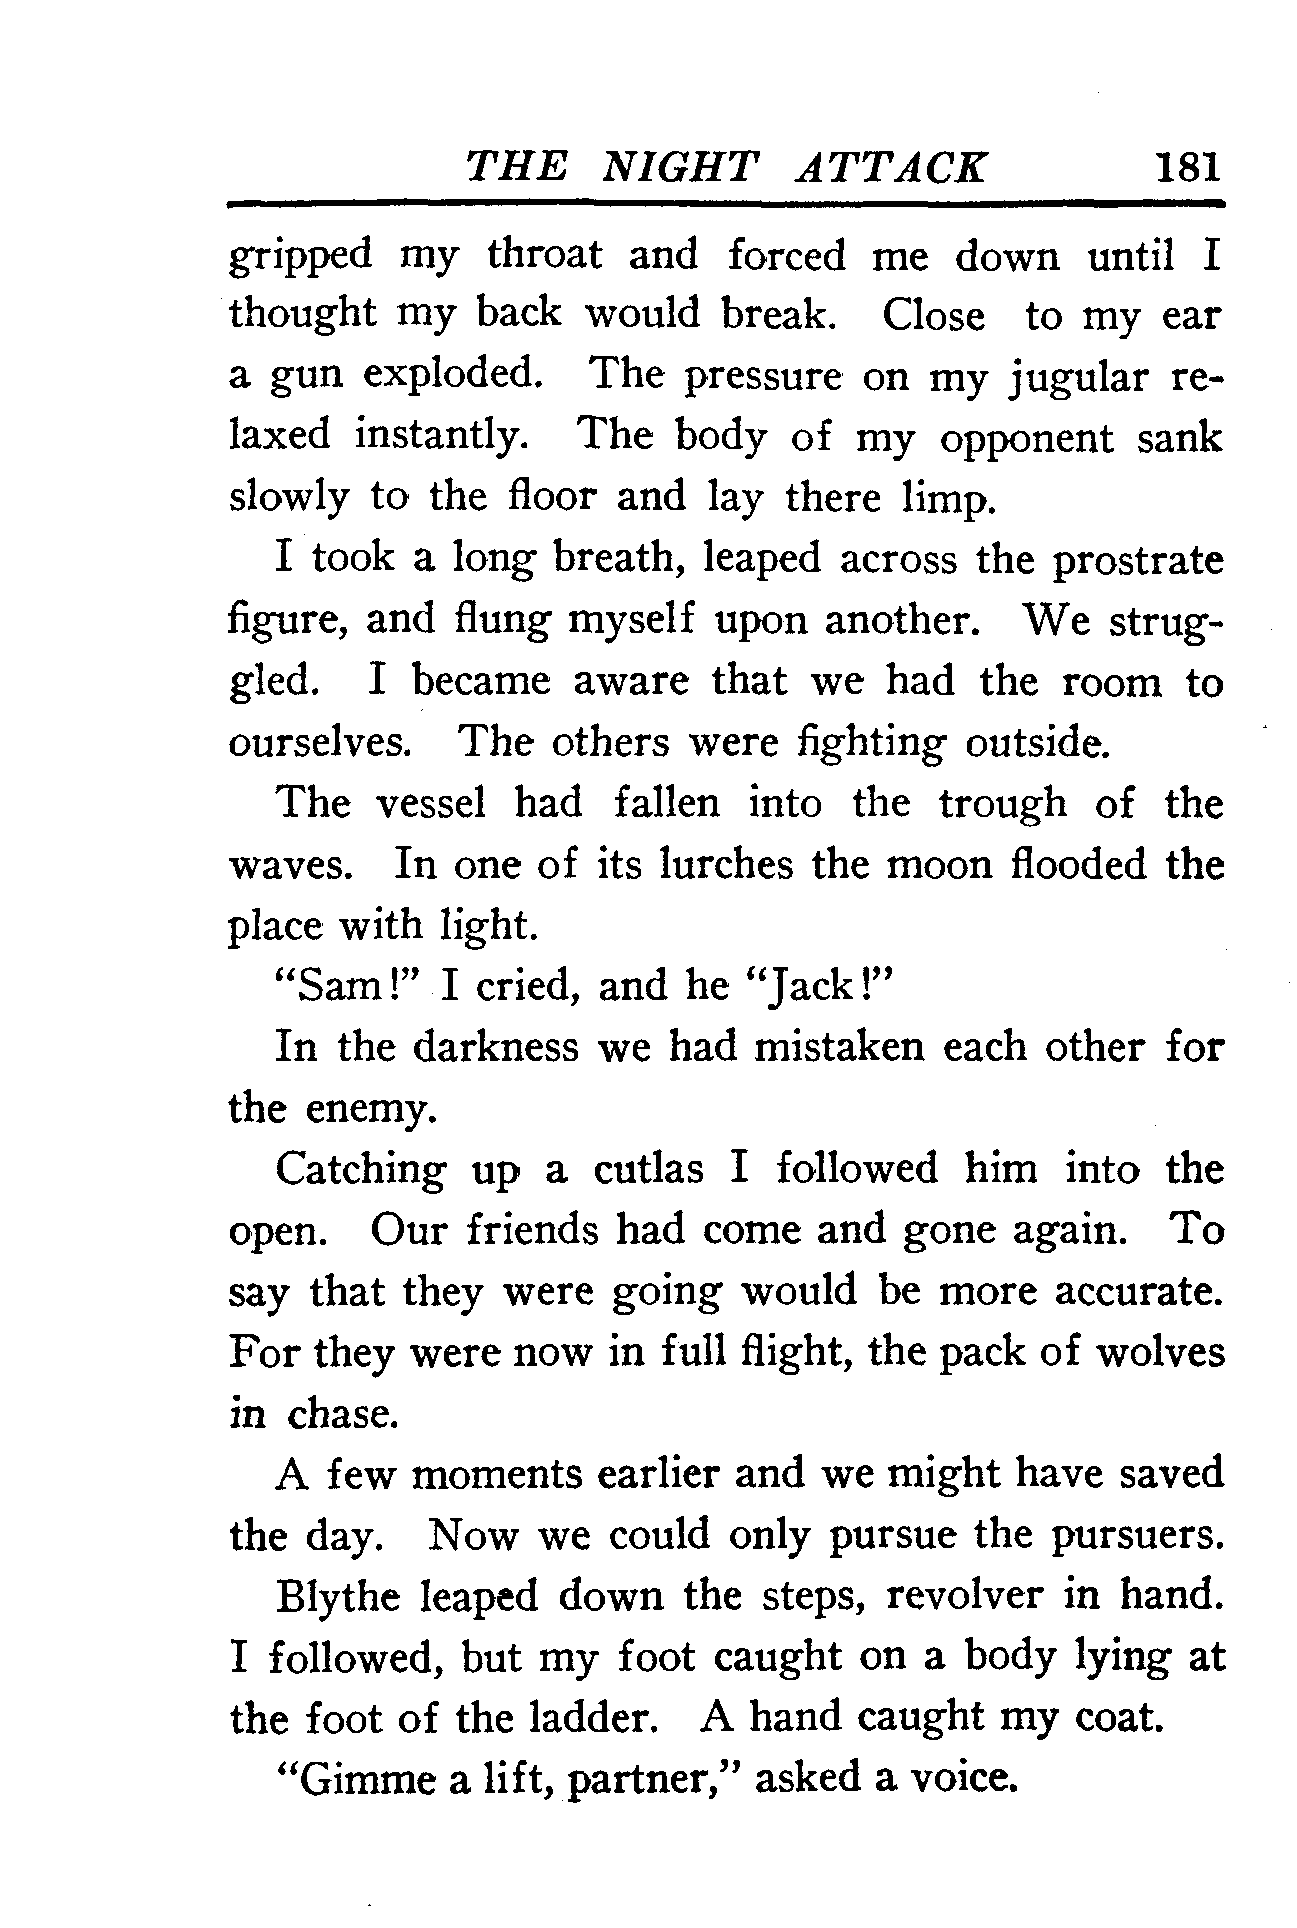 THE NIGHT ATTACK 181
gripped my throat and forced me down until I
thought my back would break. Close to my ear
a gun exploded. The pressure on my jugular re-
laxed instantly. The body of my opponent sank
slowly to the floor and lay there limp.
I took a long breath, leaped across the prostrate
figure, and flung myself upon another. We strug-
gled. I became aware that we had the room to
ourselves. The others were fighting outside.
The vessel had fallen into the trough of the
waves. In one of its lurches the moon flooded the
place with light.
“Sam!” I cried, and he “Jack!”
In the darkness we had mistaken each other for
the enemy.
Catching up a cutlas I followed him into the
open. Our friends had come and gone again. To
say that they were going would be more accurate.
For they were now in full flight, the pack of wolves
in chase.
A few moments earlier and we might have saved
the day. Now we could only pursue the pursuers.
Blythe leaped down the steps, revolver in hand.
I followed, but my foot caught on a body lying at
the foot of the ladder. A hand caught my coat.
“Gimme a lift, partner,” asked a voice.